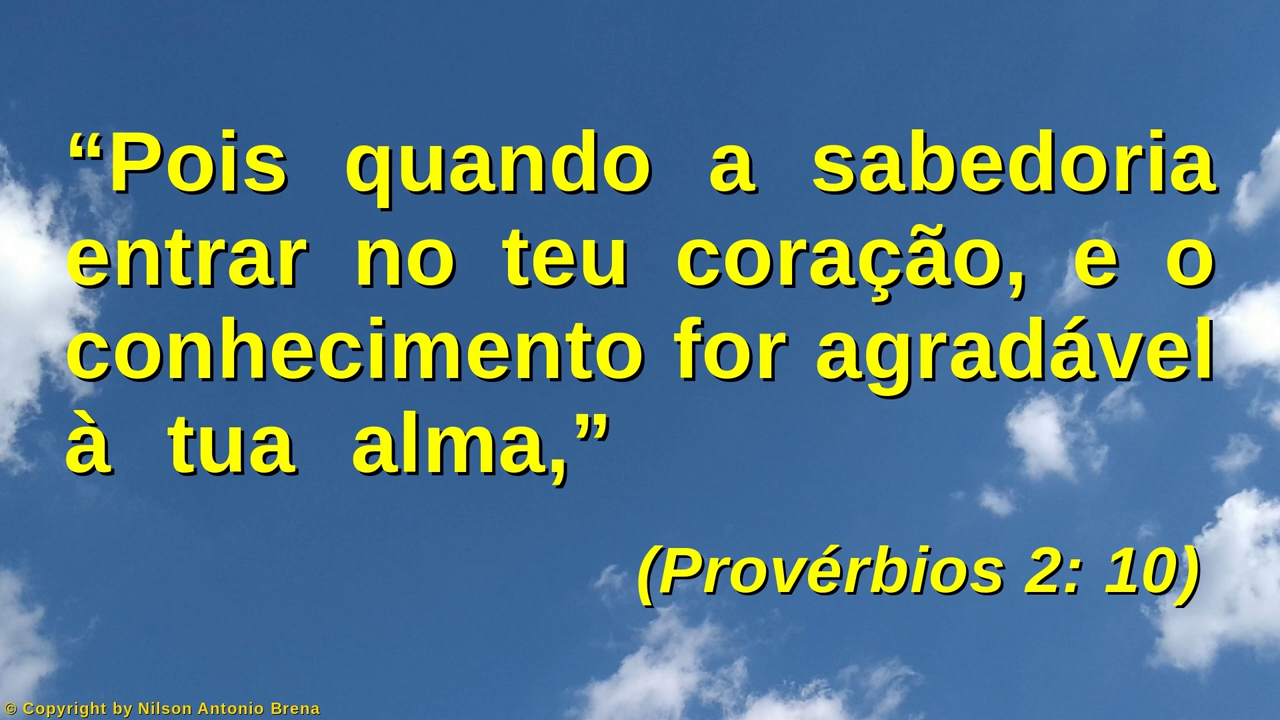 “Pois quando a sabedoria
entrar no teu coração, e o
conhecimento for agradável
à tua alma,”
(Provérbios 2: 10)
© Copyright by Nilson Antonio Brena